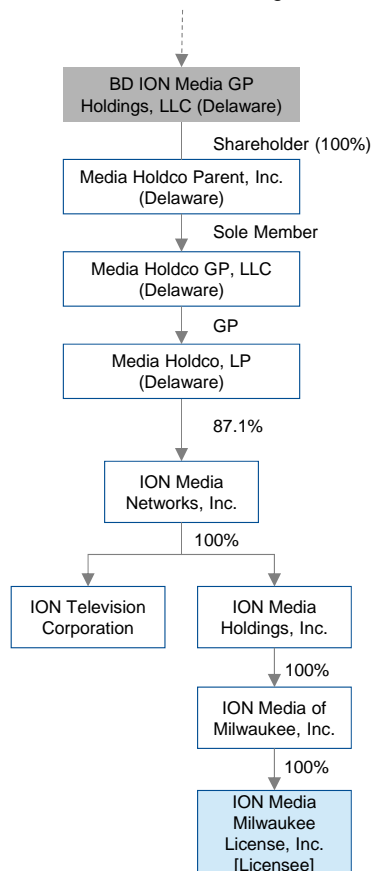 BD ION Media GP
Holdings, LLC (Delaware)
Shareholder (100%)
Media Holdco Parent, Inc.
(Delaware)
Sole Member
Media Holdco GP, LLC
(Delaware)
GP
Media Holdco, LP
(Delaware)
87.1%
ION Media
Networks, Inc.
100%
ION Television
Corporation
ION Media
Holdings, Inc.
100%
ION Media of
Milwaukee, Inc.
100%
ION Media
Milwaukee
License, Inc.
[Licensee]